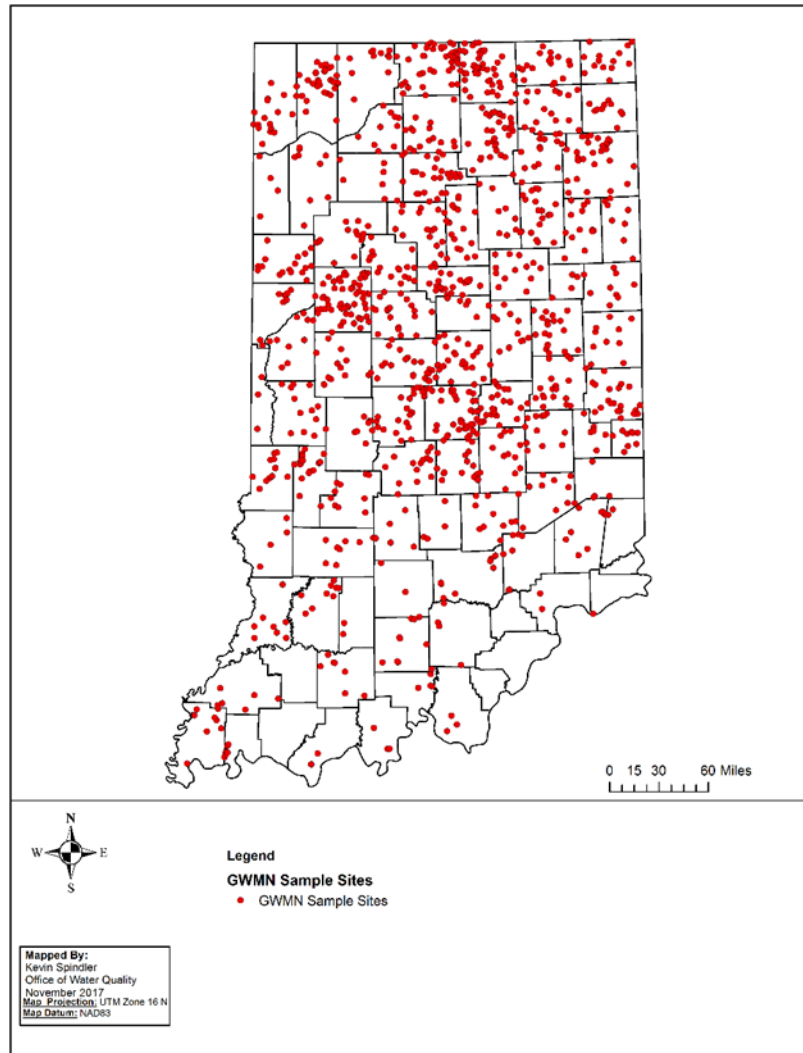 0 15 30 60 Miles
N
W E
S
Legend
GWMN Sample Sites
GWMN Sample Sites
Mapped By:
Kevin Spindler
Office of Water Quality
November 2017
Map Projection: UTM Zone 16 N
Map Datum: NAD83